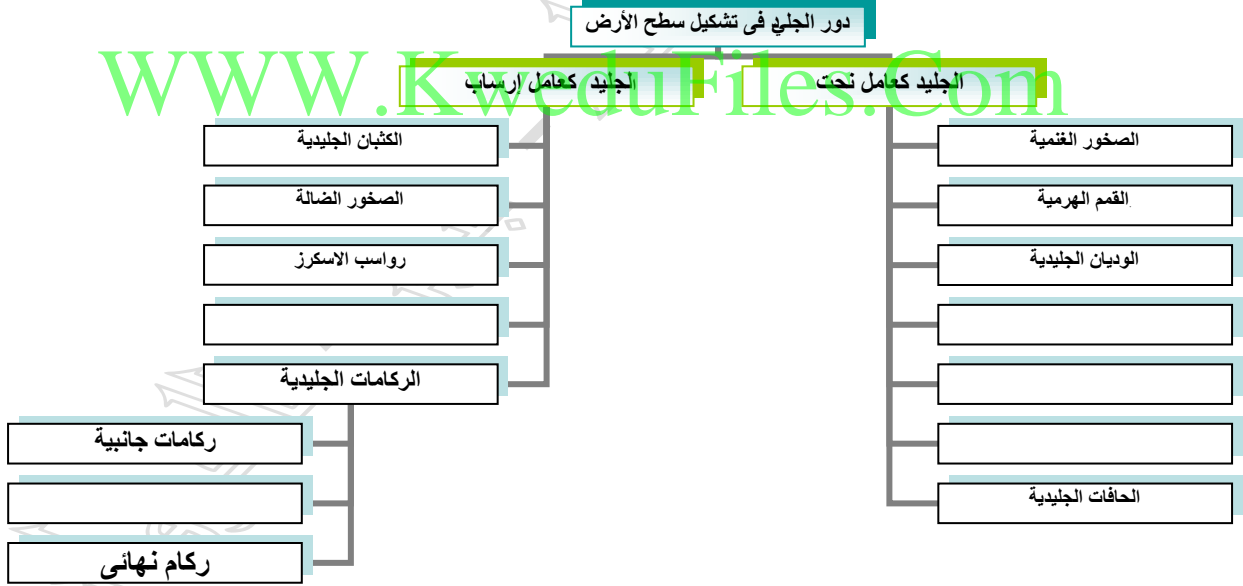 دور الجليد فى تشكيل سطح الأرض
WWW.KweduFiles.Com
الجليد كعامل نحت
الجليد كعامل إرساب
الصخور الغنمية
القمم الهرمية
الوديان الجليدية
الحافات الجليدية
الكثبان الجليدية
الصخور الضالة
رواسب الاسكرز
الركامات الجليدية
ركامات جانبية
ركام نهائى